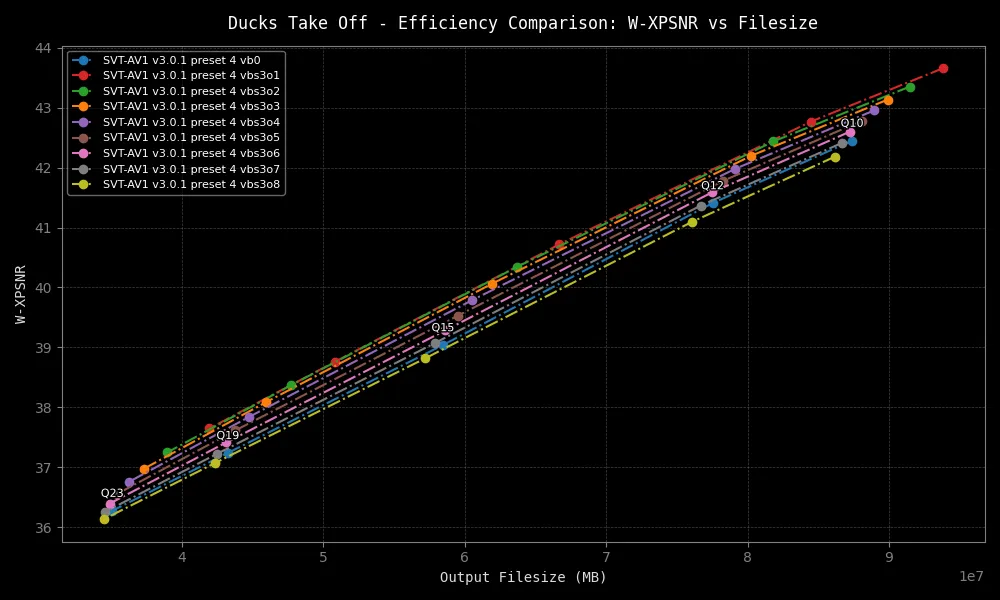 Ducks Take Off - Efficiency Comparison: W-XPSNR vs Filesize
44
43
42
41
40
39
38
37
36
W-XPSNR
SVT-AV1 v3.0.1 preset 4 vb0
SVT-AV1 v3.0.1 preset 4 vbs3o1
SVT-AV1 v3.0.1 preset 4 vbs3o2
SVT-AV1 v3.0.1 preset 4 vbs3o3
SVT-AV1 v3.0.1 preset 4 vbs3o4
SVT-AV1 v3.0.1 preset 4 vbs3o5
SVT-AV1 v3.0.1 preset 4 vbs3o6
SVT-AV1 v3.0.1 preset 4 vbs3o7
SVT-AV1 v3.0.1 preset 4 vbs3o8
Q10
Q12
Q15
Q19
Q23
4 5 6 7 8 9
1e7
Output Filesize (MB)